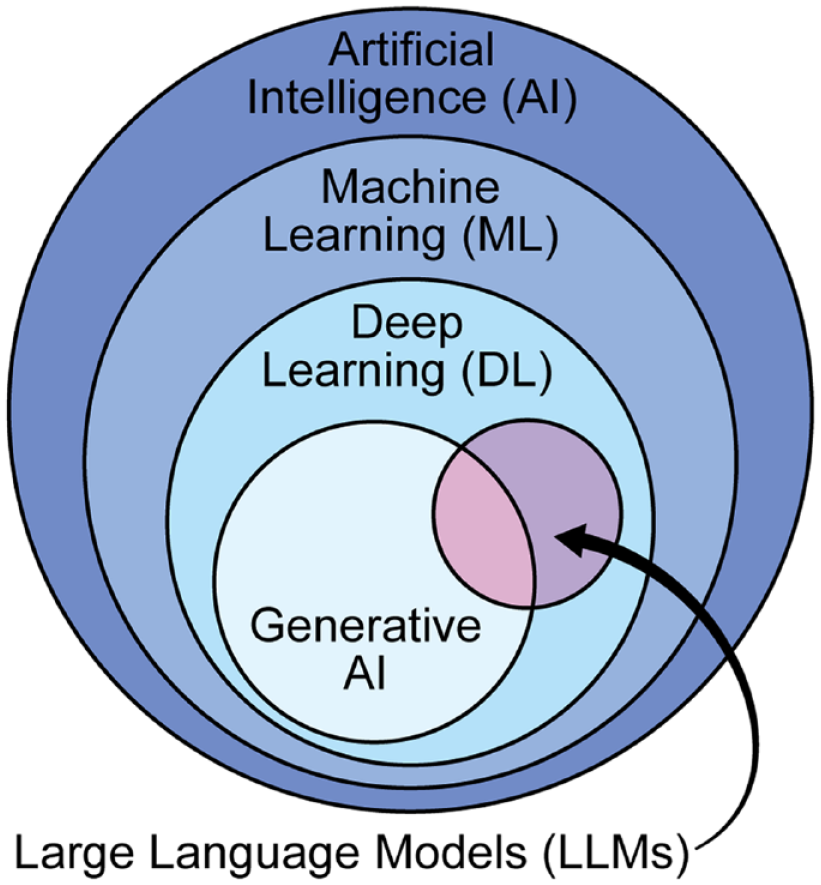 Artificial
Intelligence (AI)
Machine
Learning (ML)
Deep
Learning (DL)
Generative
AI
Large Language Models (LLMs)